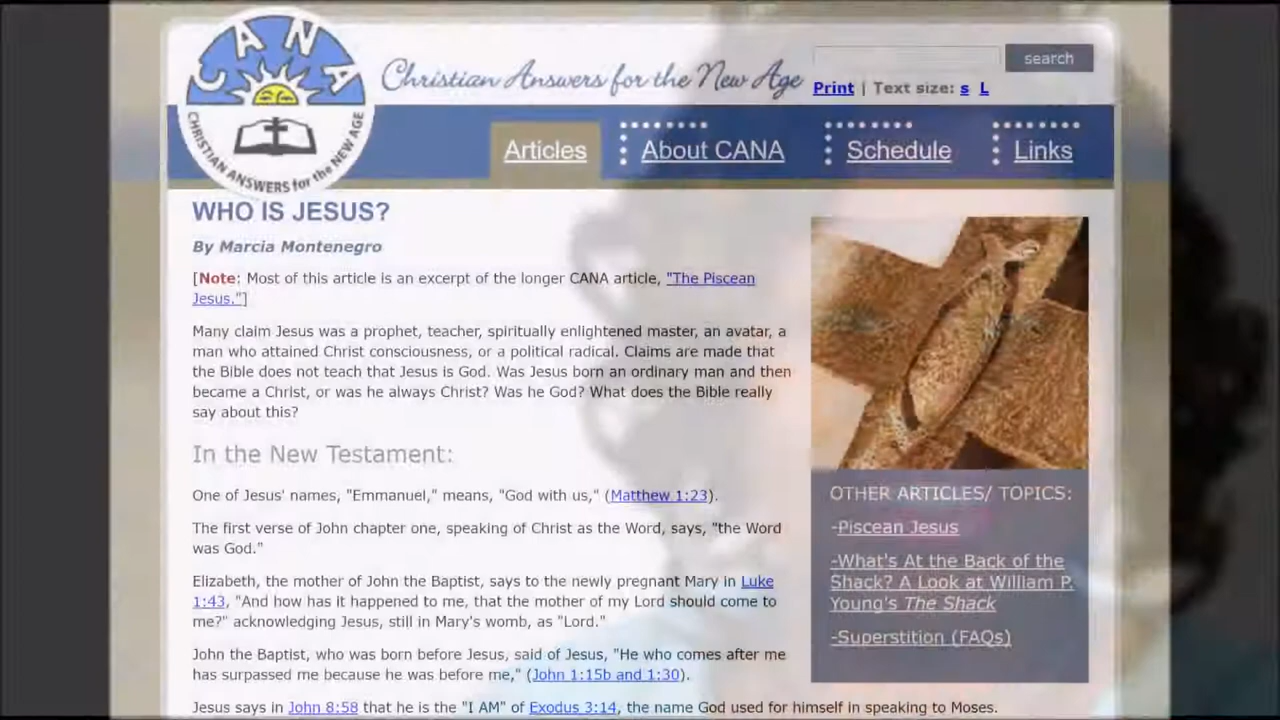 CANA
CHRISTIAN ANSWERS for the NEW AGE
Christian Answers for the New Age
search
Print | Text size: s L
Articles
About CANA
Schedule
Links
WHO IS JESUS?
By Marcia Montenegro
[Note: Most of this article is an excerpt of the longer CANA article, "The Piscean
Jesus."]
Many claim Jesus was a prophet, teacher, spiritually enlightened master, an avatar, a
man who attained Christ consciousness, or a political radical. Claims are made that
the Bible does not teach that Jesus is God. Was Jesus born an ordinary man and then
became a Christ, or was he always Christ? Was he God? What does the Bible really
say about this?
In the New Testament:
One of Jesus' names, "Emmanuel," means, "God with us," (Matthew 1:23).
The first verse of John chapter one, speaking of Christ as the Word, says, "the Word
was God."
Elizabeth, the mother of John the Baptist, says to the newly pregnant Mary in Luke
1:43, "And how has it happened to me, that the mother of my Lord should come to
me?" acknowledging Jesus, still in Mary's womb, as "Lord."
John the Baptist, who was born before Jesus, said of Jesus, "He who comes after me
has surpassed me because he was before me," (John 1:15b and 1:30).
Jesus says in John 8:58 that he is the "I AM" of Exodus 3:14, the name God used for himself in speaking to Moses.
OTHER ARTICLES/ TOPICS:
-Piscean Jesus
-What's At the Back of the
Shack? A Look at William P.
Young's The Shack
-Superstition (FAQs)